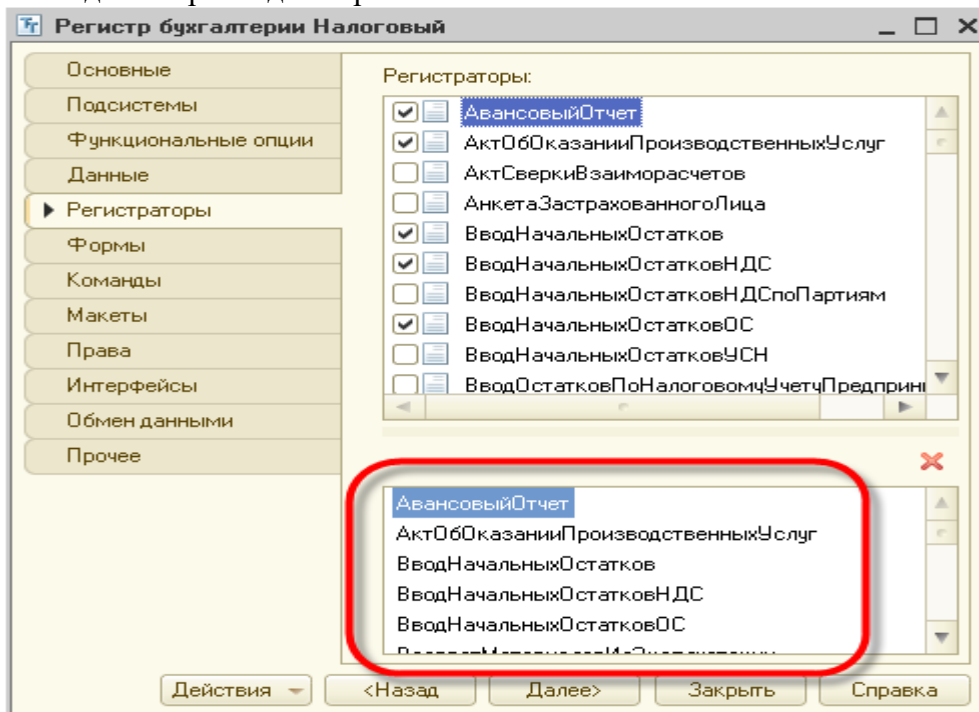 Регистр бухгалтерии Налоговый
Основные
Подсистемы
Функциональные опции
Данные
Регистраторы
Формы
Команды
Макеты
Права
Интерфейсы
Обмен данными
Прочее
Регистраторы:
АвансовыйОтчет
АктОбОказанииПроизводственныхУслуг
АктСверкиВзаиморасчетов
АнкетаЗастрахованногоЛица
ВводНачальныхОстатков
ВводНачальныхОстатковНДС
ВводНачальныхОстатковНДСпоПартиям
ВводНачальныхОстатковОС
ВводНачальныхОстатковУСН
ВводОстатковПоНалоговомуУчетуПредприни
АвансовыйОтчет
АктОбОказанииПроизводственныхУслуг
ВводНачальныхОстатков
ВводНачальныхОстатковНДС
ВводНачальныхОстатковОС
Действия
<Назад
Далее>
Закрыть
Справка